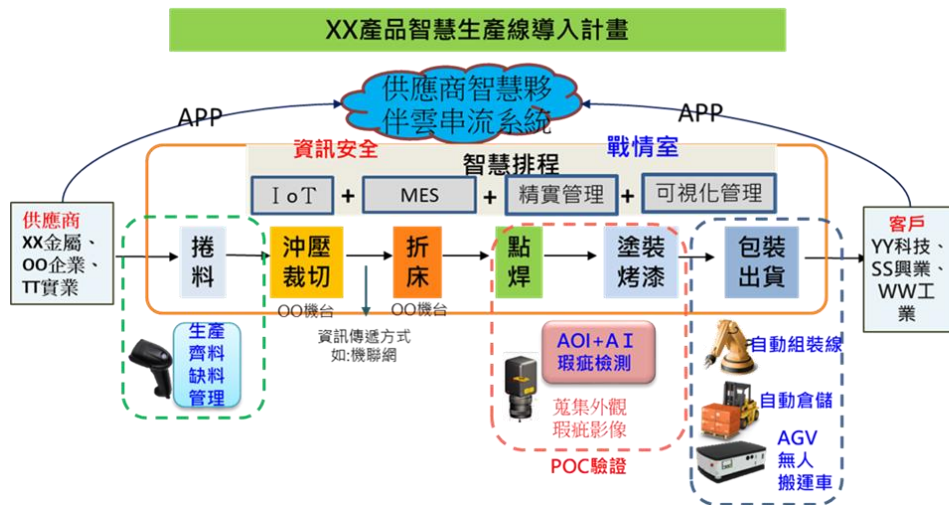 XX產品智慧生產線導入計畫
供應商智慧夥
伴雲串流系統
APP
APP
資訊安全
智慧排程
戰情室
IoT + MES + 精實管理 + 可視化管理
供應商
XX金屬、
OO企業、
TT實業
捲
料
沖壓
裁切
折
床
點
焊
塗裝
烤漆
包裝
出貨
客戶
YY科技、
SS興業、
WW工
業
OO機台
OO機台
資訊傳遞方式
如:機聯網
生產
齊料
缺料
管理
AOI+AI
瑕疵檢測
蒐集外觀
瑕疵影像
POC驗證
自動組裝線
自動倉儲
AGV
無人
搬運車